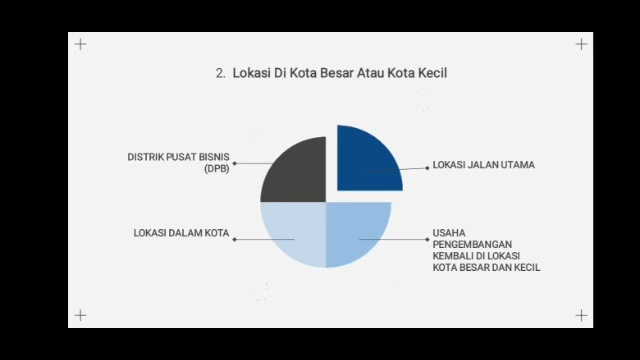 2. Lokasi Di Kota Besar Atau Kota Kecil
DISTRIK PUSAT BISNIS
(DPB)
LOKASI JALAN UTAMA
LOKASI DALAM KOTA
USAHA
PENGEMBANGAN
KEMBALI DI LOKASI
KOTA BESAR DAN KECIL